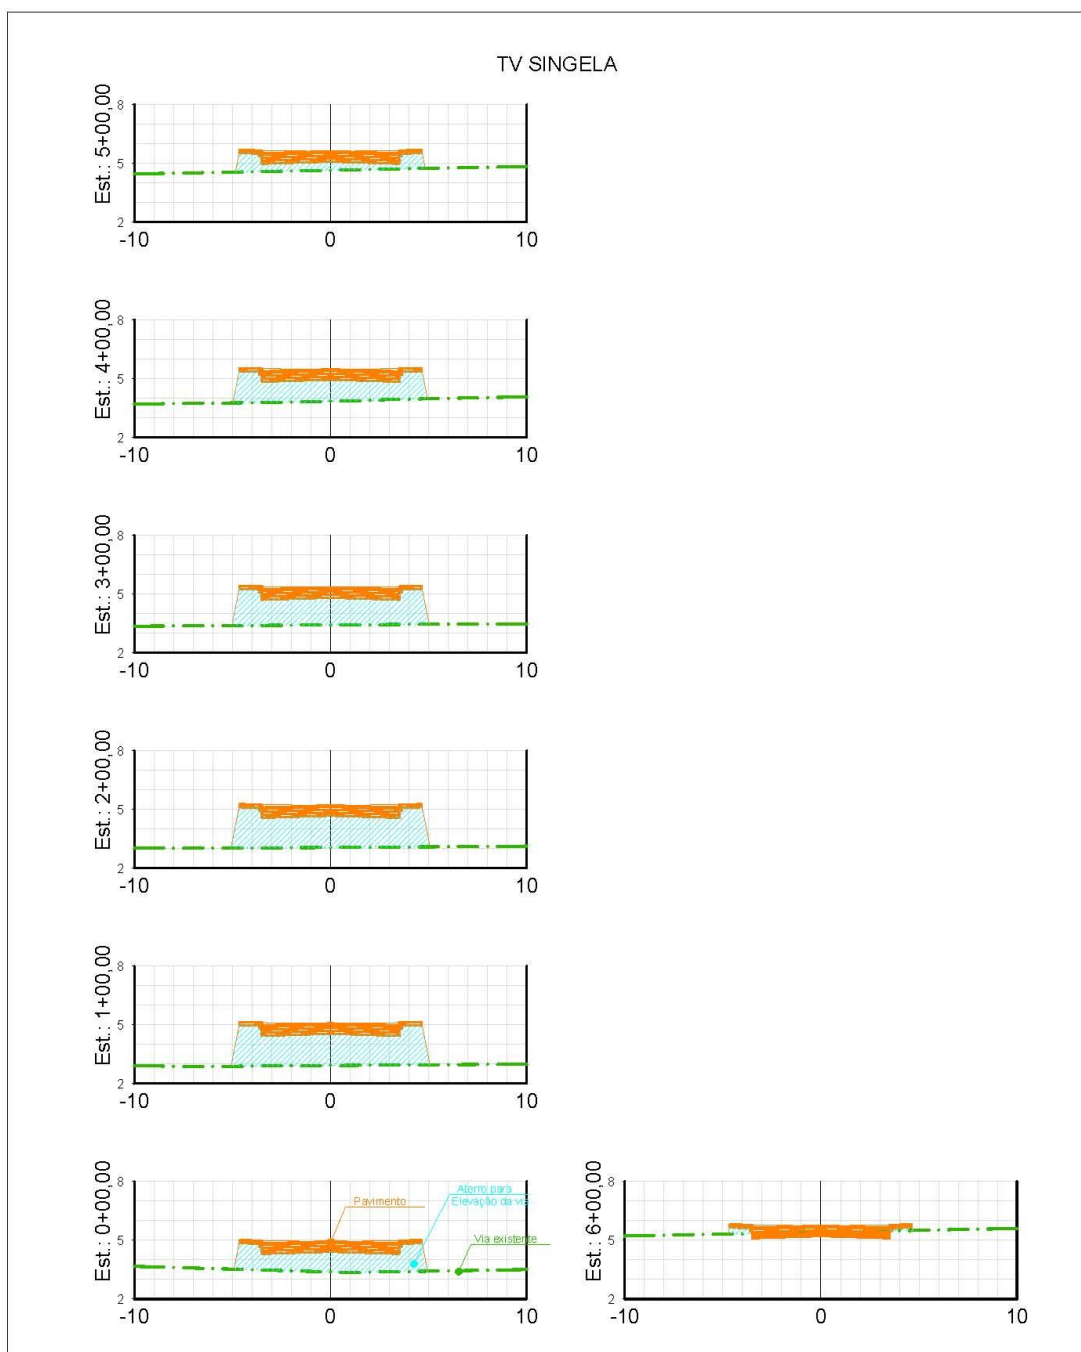 TV SINGELA
Est.: 5+00,00
8
5
2
-10 0 10
Est.: 4+00,00
8
5
2
-10 0 10
Est.: 3+00,00
8
5
2
-10 0 10
Est.: 2+00,00
8
5
2
-10 0 10
Est.: 1+00,00
8
5
2
-10 0 10
Est.: 0+00,00
8
5
2
Pavimento
Aterro para
Elevação da via
Via existente
-10 0 10
Est.: 6+00,00
8
5
2
-10 0 10